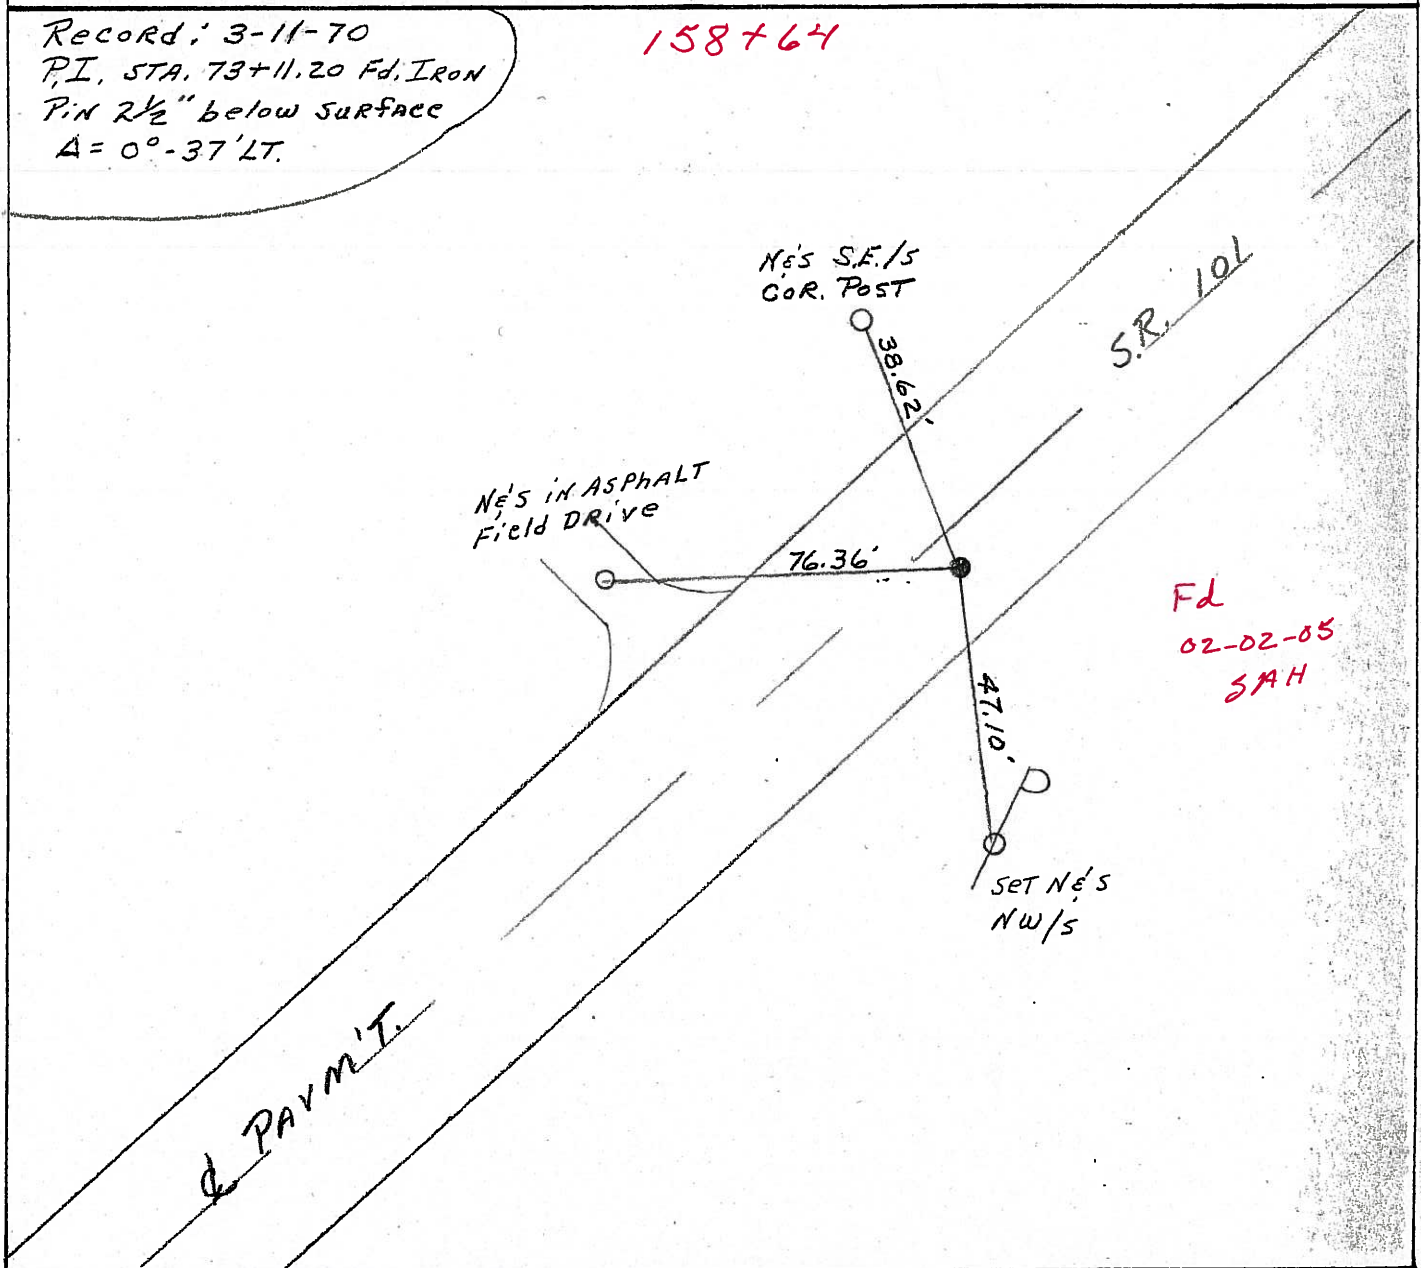 Record: 3-11-70
P.I. STA. 73+11.20 Fd. IRON
Pin 2½" below SURFACE
Δ = 0°-37' LT.
158+64
N&'S S.E./S
COR. POST
38.62'
S.R. 101
N&'S IN ASPHALT
Field DRIVE
76.36'
Fd
02-02-05
SAH
47.10'
SET N&'S
NW/S
℄ PAVM'T.